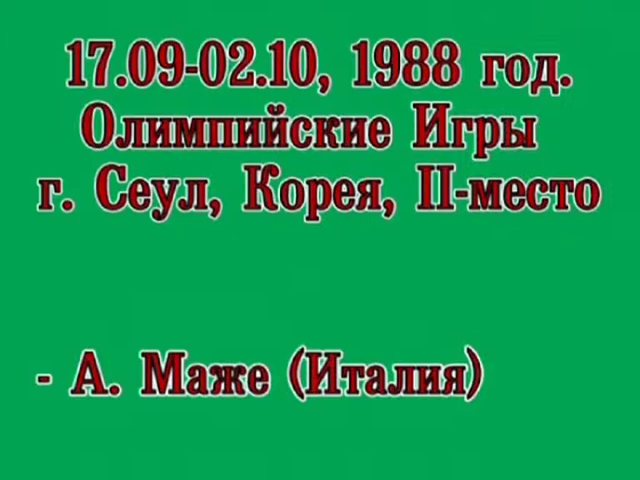 17.09-02.10, 1988 год.
Олимпийские Игры
г. Сеул, Корея, II-место
- А. Маже (Италия)